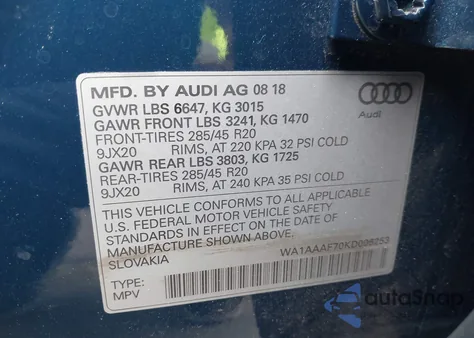 MFD. BY AUDI AG 08 18
GVWR LBS 6647, KG 3015
GAWR FRONT LBS 3241, KG 1470
FRONT-TIRES 285/45 R20
9JX20 RIMS, AT 220 KPA 32 PSI COLD
GAWR REAR LBS 3803, KG 1725
REAR-TIRES 285/45 R20
9JX20 RIMS, AT 240 KPA 35 PSI COLD
Audi
THIS VEHICLE CONFORMS TO ALL APPLICABLE
U.S. FEDERAL MOTOR VEHICLE SAFETY
STANDARDS IN EFFECT ON THE DATE OF
MANUFACTURE SHOWN ABOVE.
SLOVAKIA
TYPE:
MPV
autoSnap